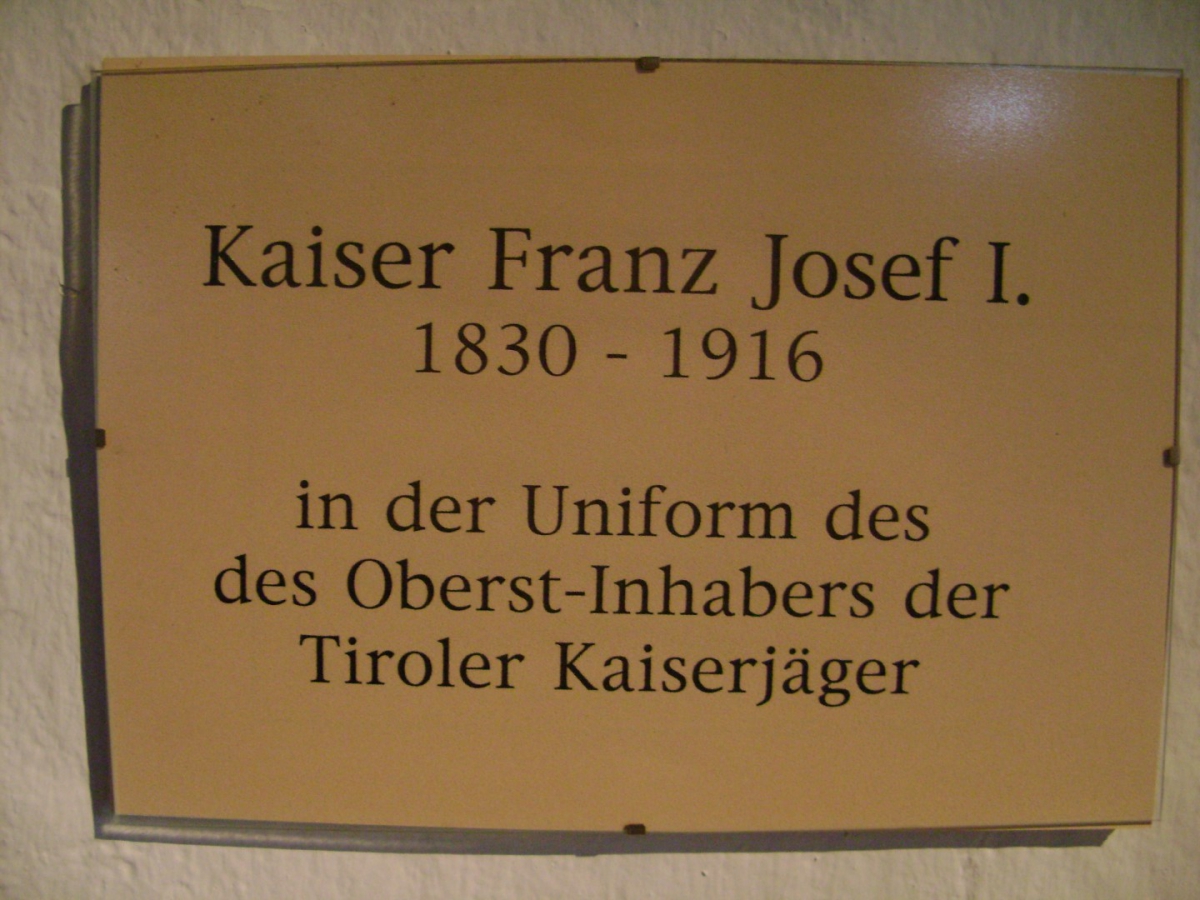 Kaiser Franz Josef I.
1830 - 1916
in der Uniform des
des Oberst-Inhabers der
Tiroler Kaiserjäger